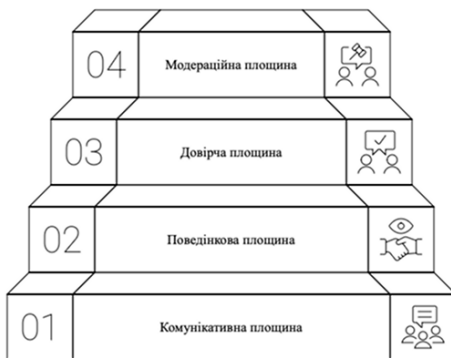 04 Модераційна площина
03 Довірча площина
02 Поведінкова площина
01 Комунікативна площина